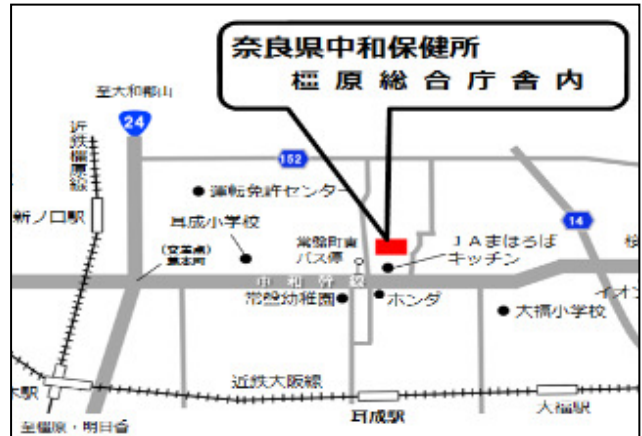 奈良県中和保健所
橿原総合庁舎内
至大和郡山
24
近鉄橿原線
152
新ノ口駅
運転免許センター
耳成小学校
14
(交差点)
常盤町東
バス停
JAまほろば
キッチン
中和幹線
常盤幼稚園
ホンダ
大福小学校
イオン
近鉄大阪線
木駅
耳成駅
大福駅
至橿原・明日香
桜